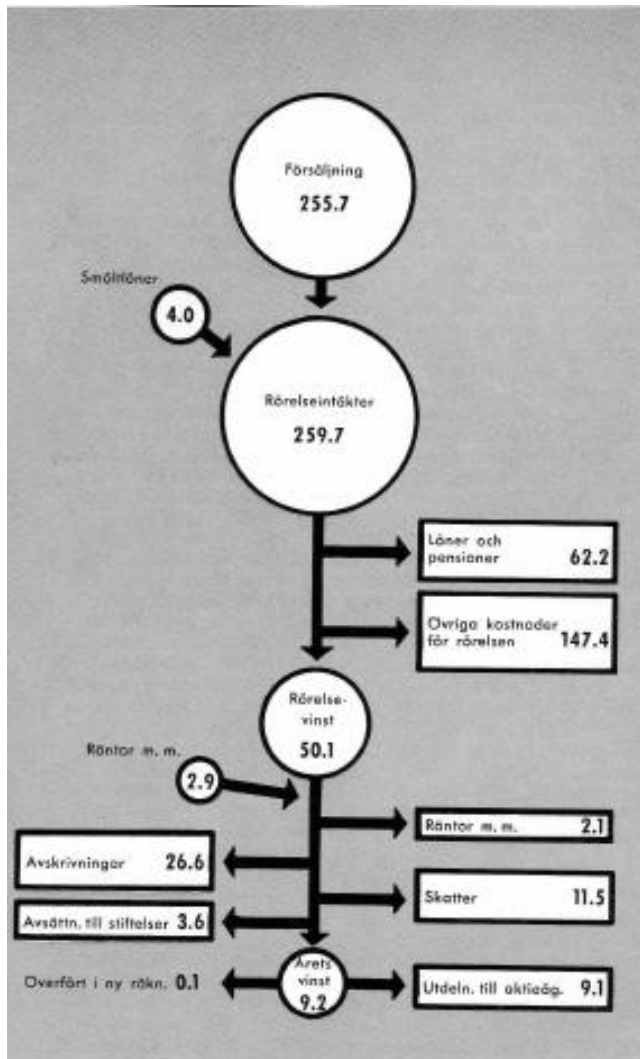 Försäljning
255.7
Smältlöner
4.0
Rörelseintäkter
259.7
Löner och
pensioner 62.2
Övriga kostnader
för rörelsen 147.4
Rörelse-
vinst
50.1
Räntor m. m.
2.9
Räntor m. m. 2.1
Avskrivningar 26.6
Skatter 11.5
Avsättn. till stiftelser 3.6
Årets
vinst
9.2
Överfört i ny räkn. 0.1
Utdeln. till aktieäg. 9.1